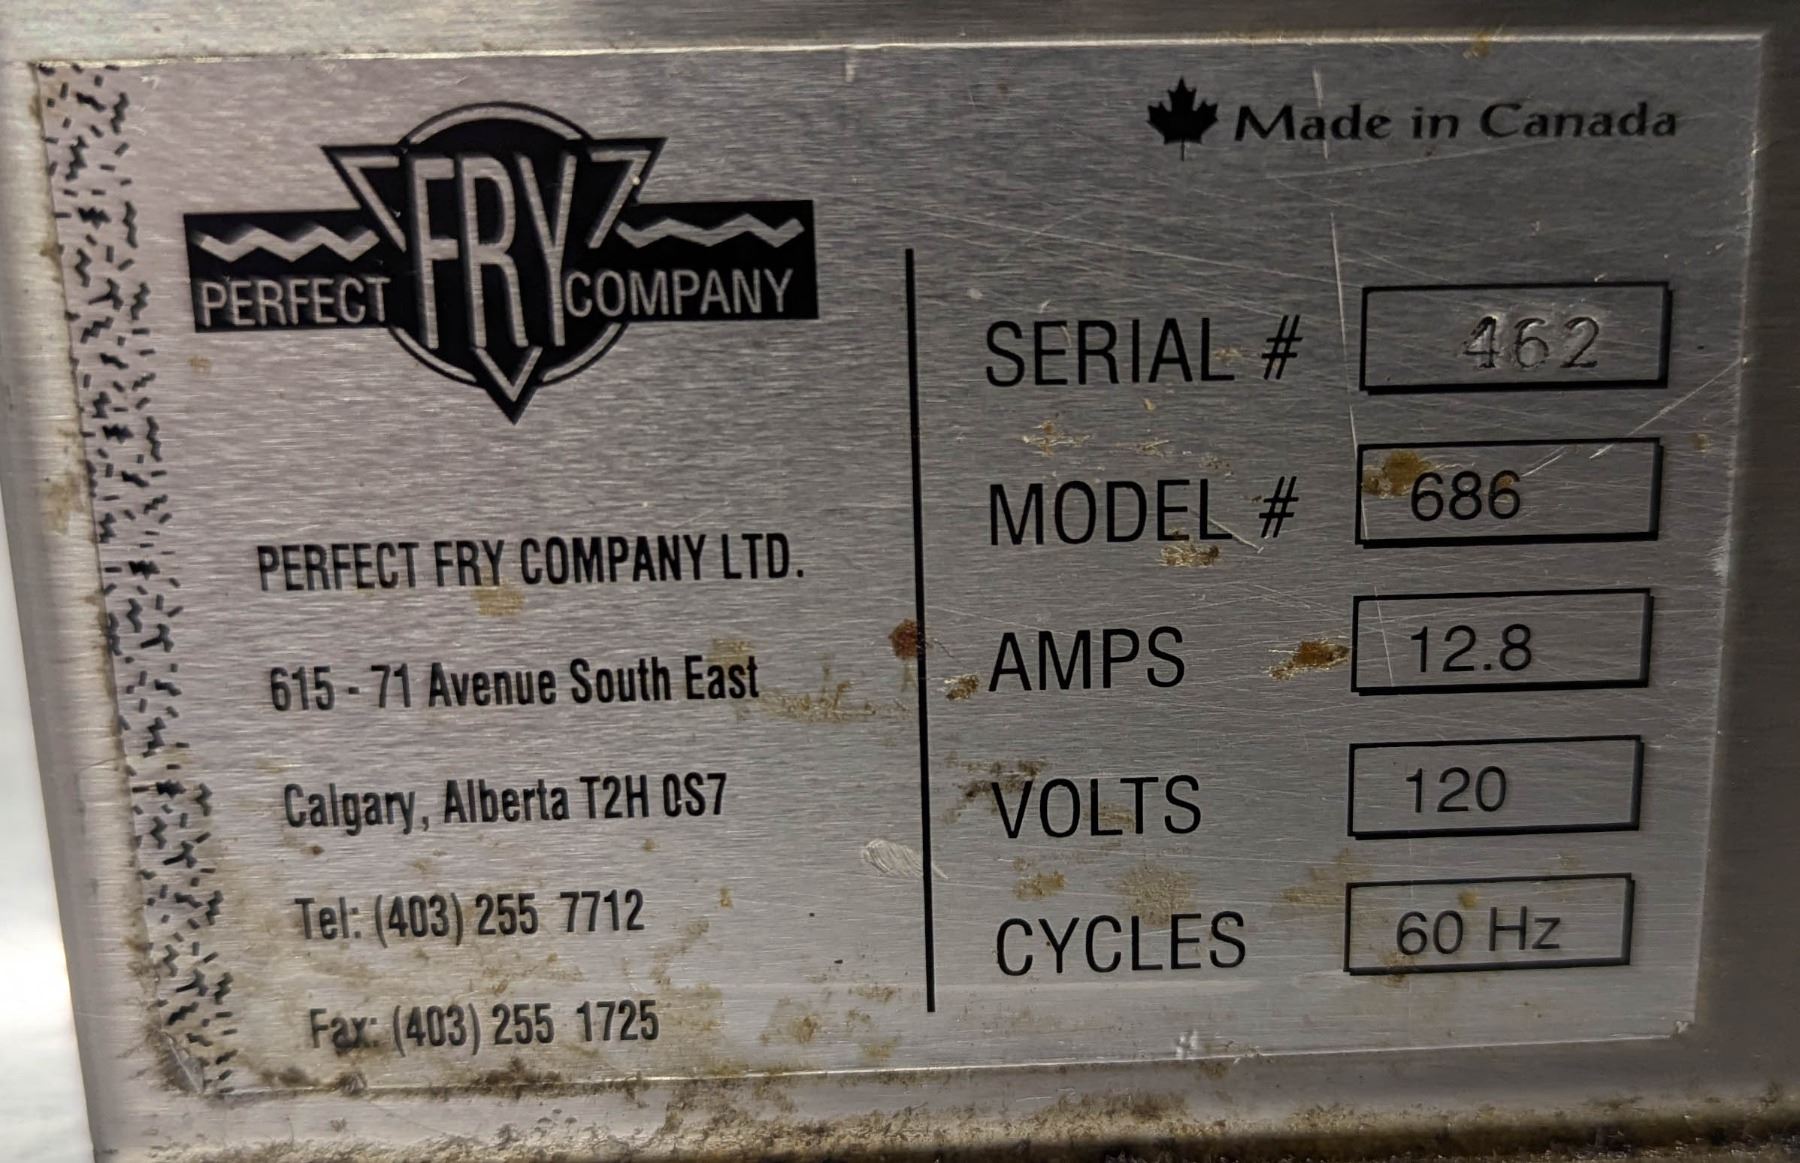 PERFECT FRY COMPANY
PERFECT FRY COMPANY LTD.
615 - 71 Avenue South East
Calgary, Alberta T2H 0S7
Tel: (403) 255 7712
Fax: (403) 255 1725
Made in Canada
SERIAL # 462
MODEL # 686
AMPS 12.8
VOLTS 120
CYCLES 60 Hz